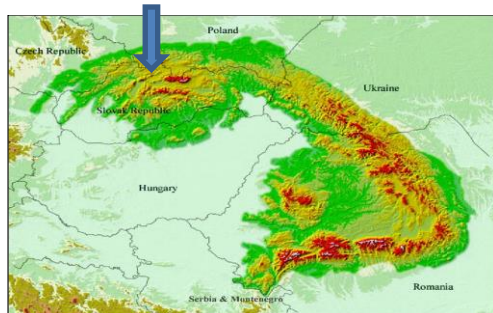 Poland
Czech Republic
Ukraine
Slovak Republic
Hungary
Romania
Serbia & Montenegro